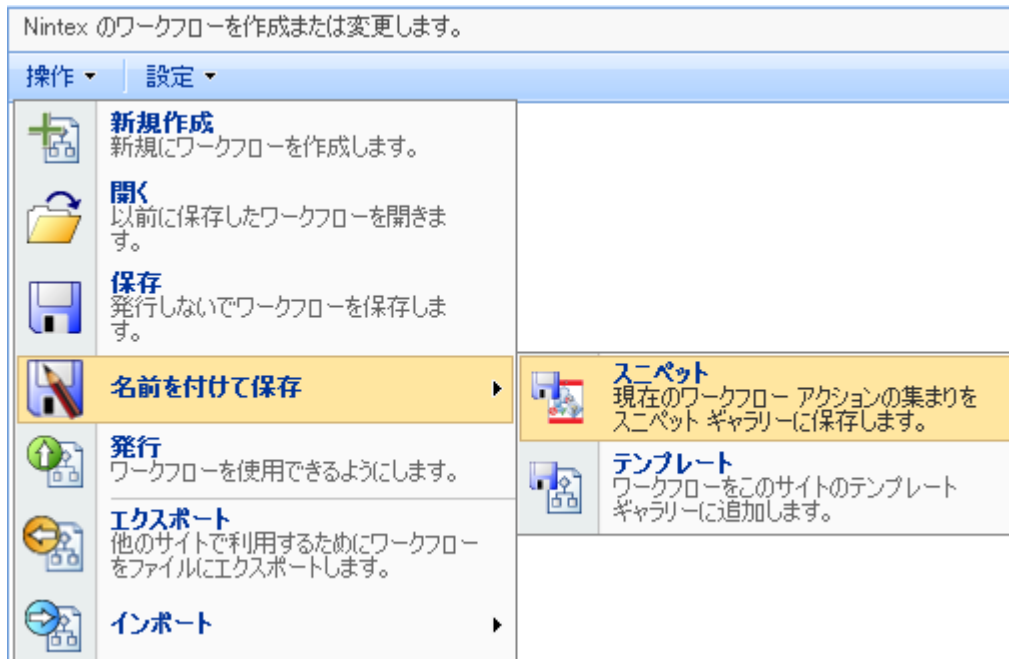 Nintex のワークフローを作成または変更します。
操作 設定
新規作成
新規にワークフローを作成します。
開く
以前に保存したワークフローを開きま
す。
保存
発行しないでワークフローを保存しま
す。
名前を付けて保存
スニペット
現在のワークフロー アクションの集まりを
スニペット ギャラリーに保存します。
発行
ワークフローを使用できるようにします。
テンプレート
ワークフローをこのサイトのテンプレート
ギャラリーに追加します。
エクスポート
他のサイトで利用するためにワークフロー
をファイルにエクスポートします。
インポート